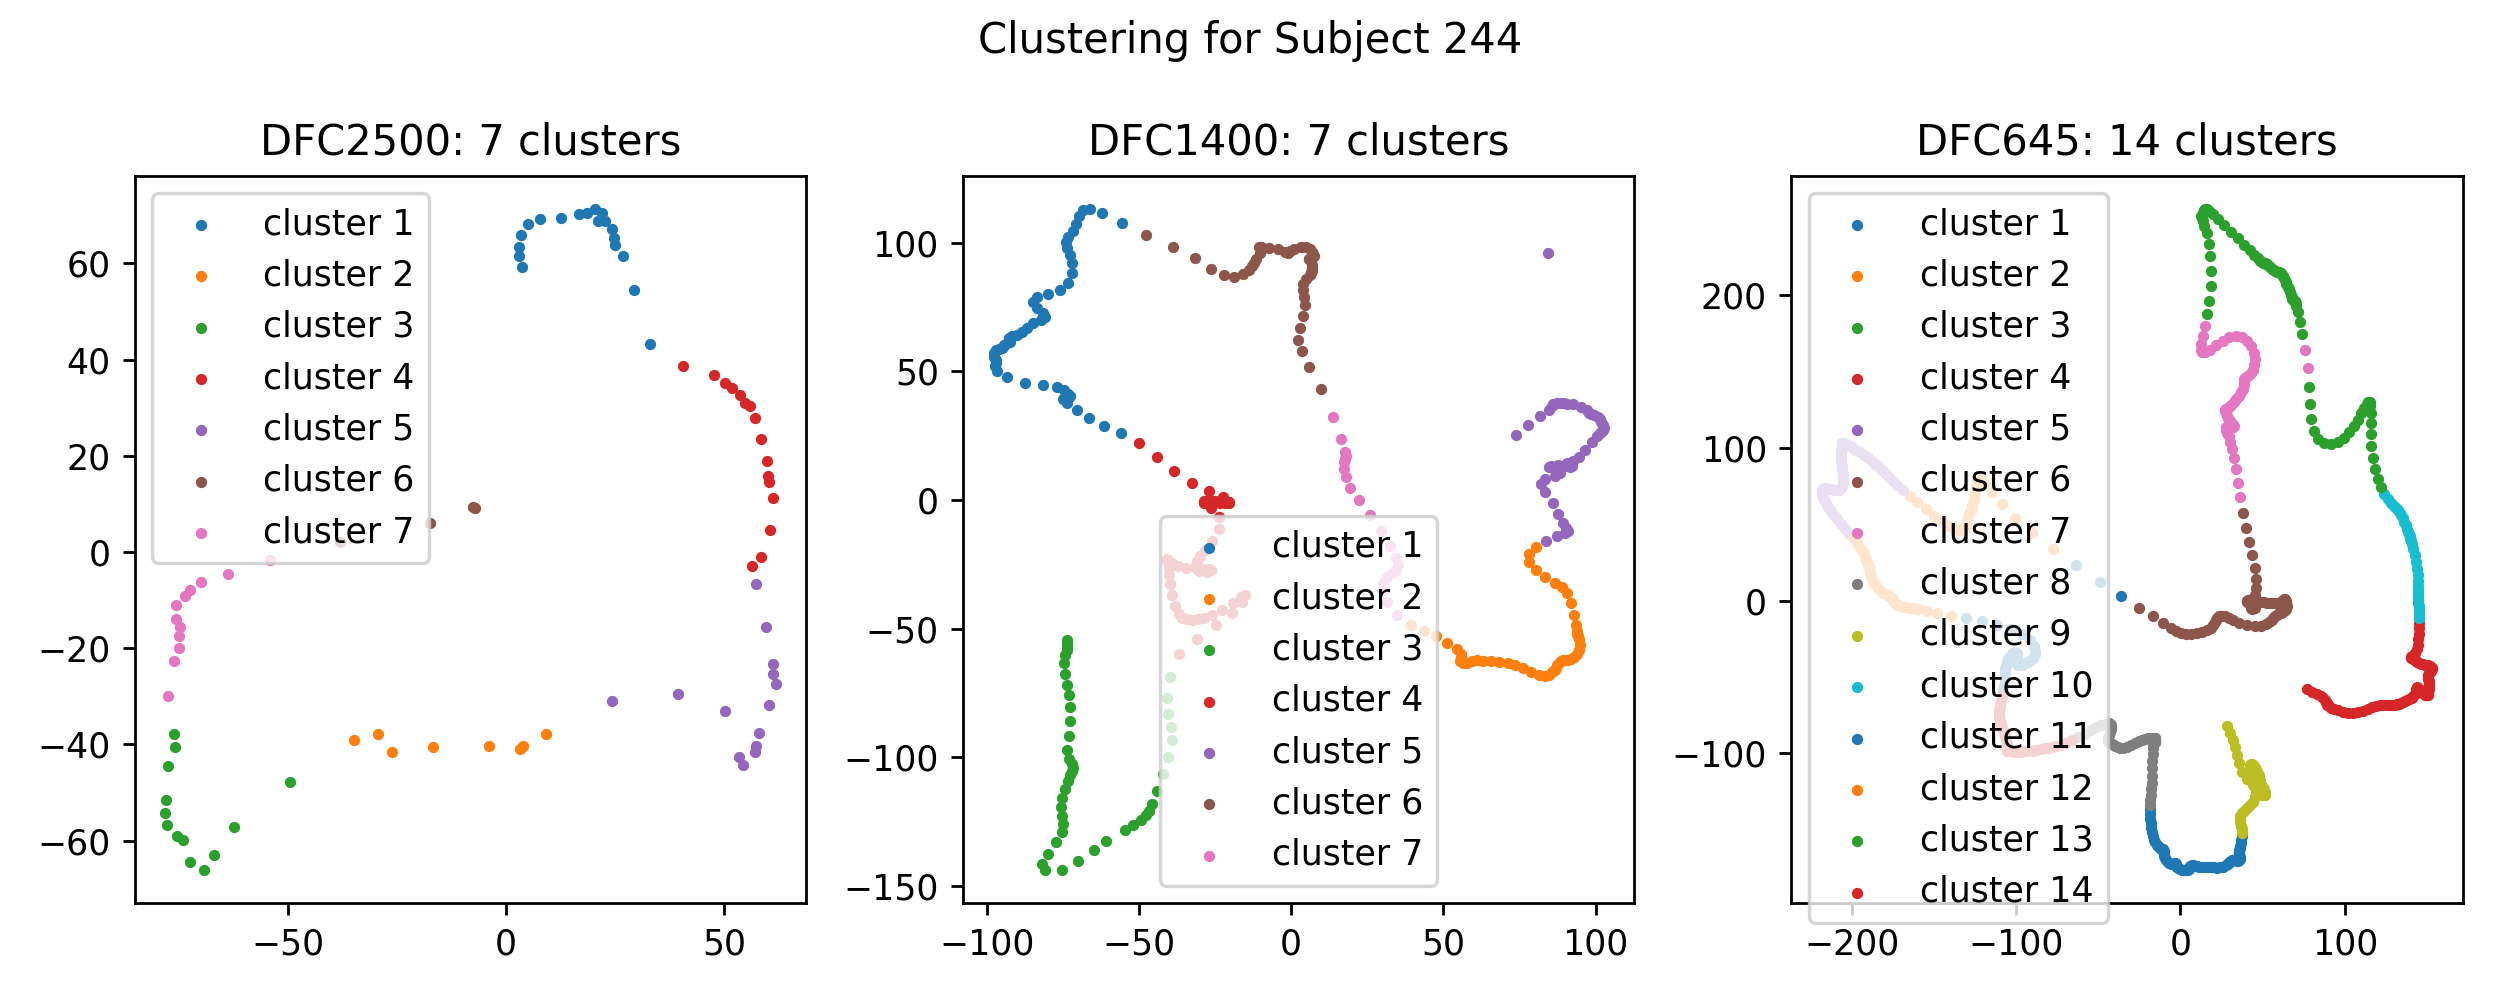 Clustering for Subject 244
DFC2500: 7 clusters
60
40
20
0
−20
−40
−60
−50
0
50
cluster 1
cluster 2
cluster 3
cluster 4
cluster 5
cluster 6
cluster 7
DFC1400: 7 clusters
100
50
0
−50
−100
−150
−100
−50
0
50
100
cluster 1
cluster 2
cluster 3
cluster 4
cluster 5
cluster 6
cluster 7
DFC645: 14 clusters
200
100
0
−100
−200
−100
0
100
cluster 1
cluster 2
cluster 3
cluster 4
cluster 5
cluster 6
cluster 7
cluster 8
cluster 9
cluster 10
cluster 11
cluster 12
cluster 13
cluster 14